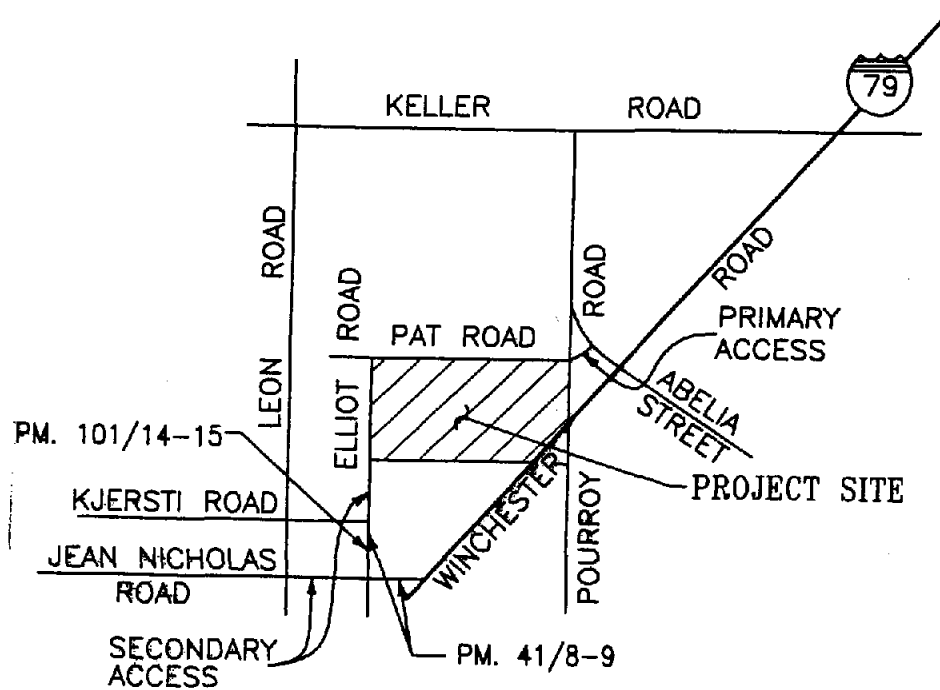 79
KELLER ROAD
LEON ROAD
ELLIOT ROAD
PAT ROAD
ROAD
ROAD
PRIMARY
ACCESS
ABELIA
STREET
PM. 101/14-15
KJERSTI ROAD
JEAN NICHOLAS
ROAD
WINCHESTER
POURROY
PROJECT SITE
SECONDARY
ACCESS
PM. 41/8-9